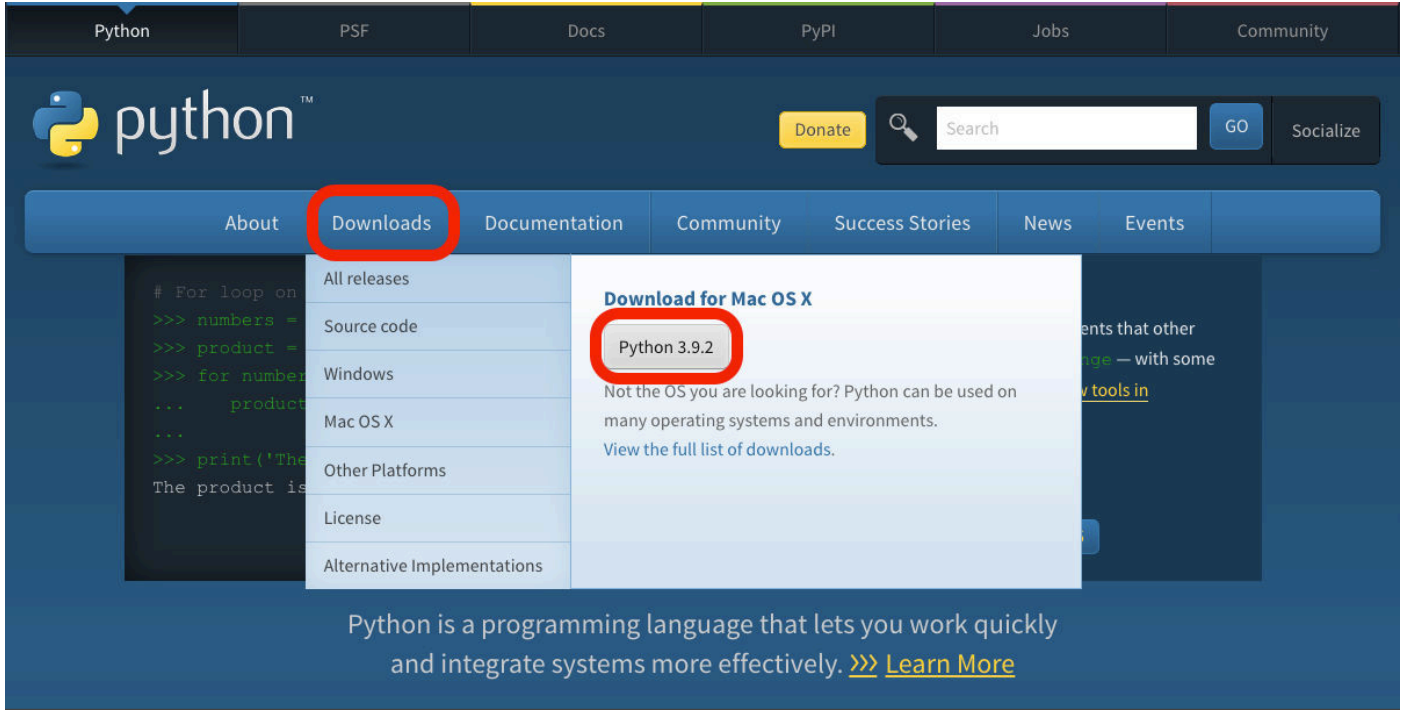 Python PSF Docs PyPI Jobs Community
python™
Donate Search GO Socialize
About Downloads Documentation Community Success Stories News Events
All releases
Source code
Windows
Mac OS X
Other Platforms
License
Alternative Implementations
Download for Mac OS X
Python 3.9.2
Not the OS you are looking for? Python can be used on
many operating systems and environments.
View the full list of downloads.
# For loop on
>>> numbers =
>>> product =
>>> for number
... product
...
>>> print('The
The product is
that other
— with some
tools in
Python is a programming language that lets you work quickly
and integrate systems more effectively. >>> Learn More